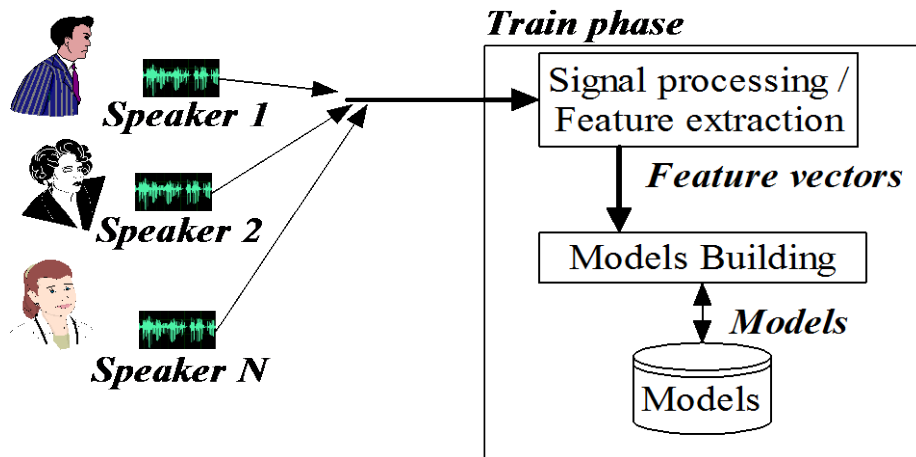 Train phase
Speaker 1
Speaker 2
Speaker N
Signal processing /
Feature extraction
Feature vectors
Models Building
Models
Models